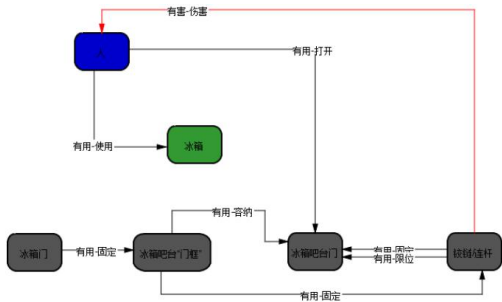 有害-伤害
人
有用-打开
有用-使用
冰箱
有用-容纳
冰箱门
有用-固定
冰箱吧台“门框”
冰箱吧台门
有用-固定
有用-限位
铰链/连杆
有用-固定